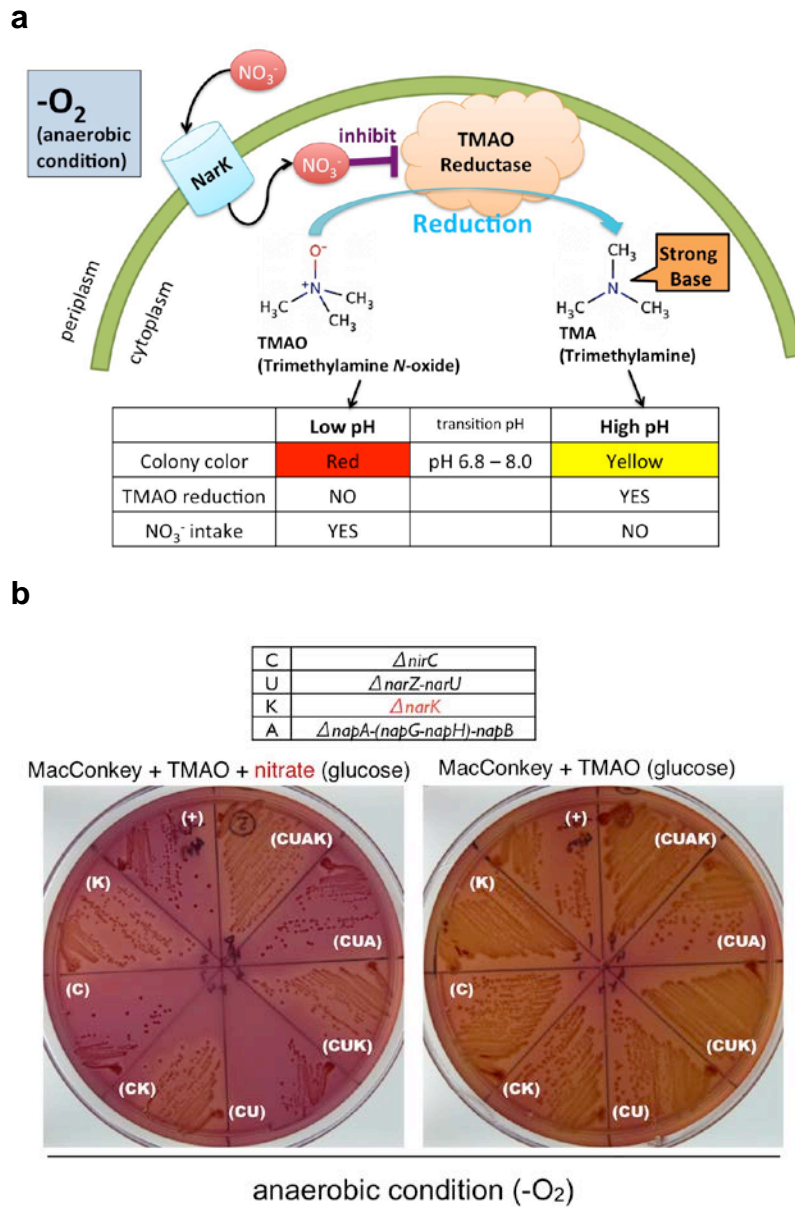 a
-O2
(anaerobic
condition)
NO3-
NarK
NO3-
inhibit
TMAO
Reductase
Reduction
periplasm
cytoplasm
O-
+N
H3C
CH3
CH3
TMAO
(Trimethylamine N-oxide)
CH3
N
H3C
CH3
TMA
(Trimethylamine)
Strong
Base
Low pH transition pH High pH
Colony color Red pH 6.8 – 8.0 Yellow
TMAO reduction NO YES
NO3- intake YES NO
b
C ΔnirC
U ΔnarZ-narU
K ΔnarK
A ΔnapA-(napG-napH)-napB
MacConkey + TMAO + nitrate (glucose)
MacConkey + TMAO (glucose)
(+)
(CUAK)
(K)
(CUA)
(C)
(CUK)
(CK)
(CU)
(+)
(CUAK)
(K)
(CUA)
(C)
(CUK)
(CK)
(CU)
anaerobic condition (-O2)